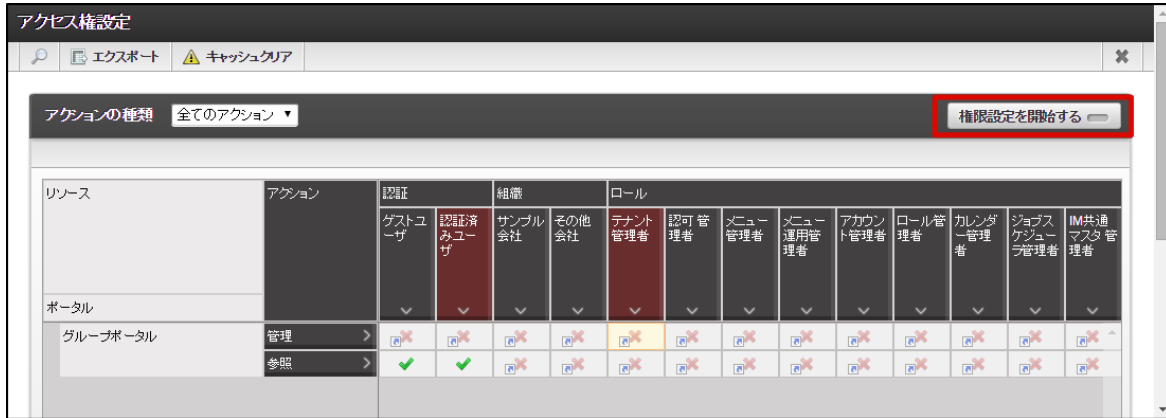 アクセス権設定
エクスポート キャッシュクリア
アクションの種類 全てのアクション 権限設定を開始する
リソース アクション 認証 組織 ロール
ゲストユーザ 認証済みユーザ サンプル会社 その他会社 テナント管理者 認可管理者 メニュー管理者 メニュー運用管理者 アカウント管理者 ロール管理者 カレンダー管理者 ジョブスケジューラ管理者 IM共通マスタ管理者
ポータル
グループポータル 管理
参照